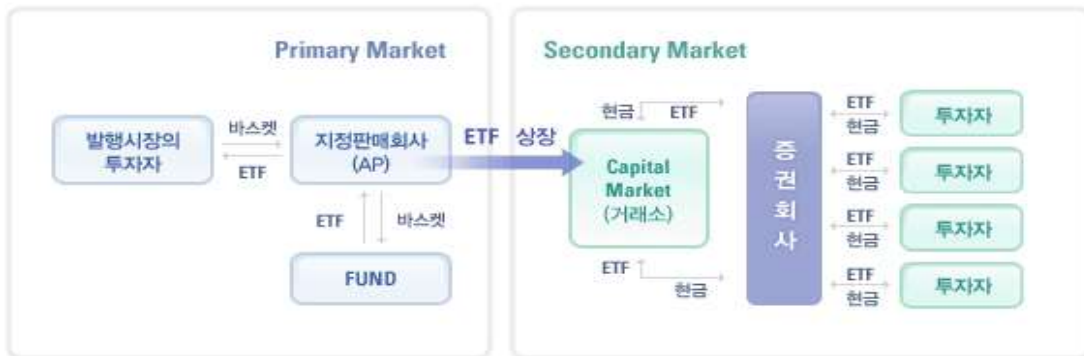 Primary Market
발행시장의
투자자
바스켓
ETF
지정판매회사
(AP)
ETF
바스켓
FUND
ETF 상장
Secondary Market
현금
ETF
Capital
Market
(거래소)
ETF
현금
증
권
회
사
ETF
현금
투자자
ETF
현금
투자자
ETF
현금
투자자
ETF
현금
투자자